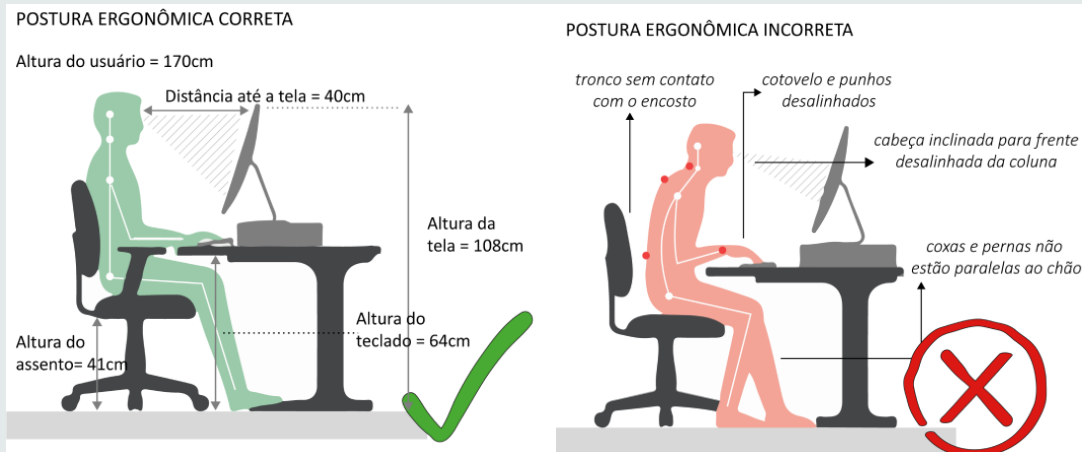 POSTURA ERGONÔMICA CORRETA
Altura do usuário = 170cm
Distância até a tela = 40cm
Altura da
tela = 108cm
Altura do
teclado = 64cm
Altura do
assento= 41cm
POSTURA ERGONÔMICA INCORRETA
tronco sem contato
com o encosto
cotovelo e punhos
desalinhados
cabeça inclinada para frente
desalinhada da coluna
coxas e pernas não
estão paralelas ao chão